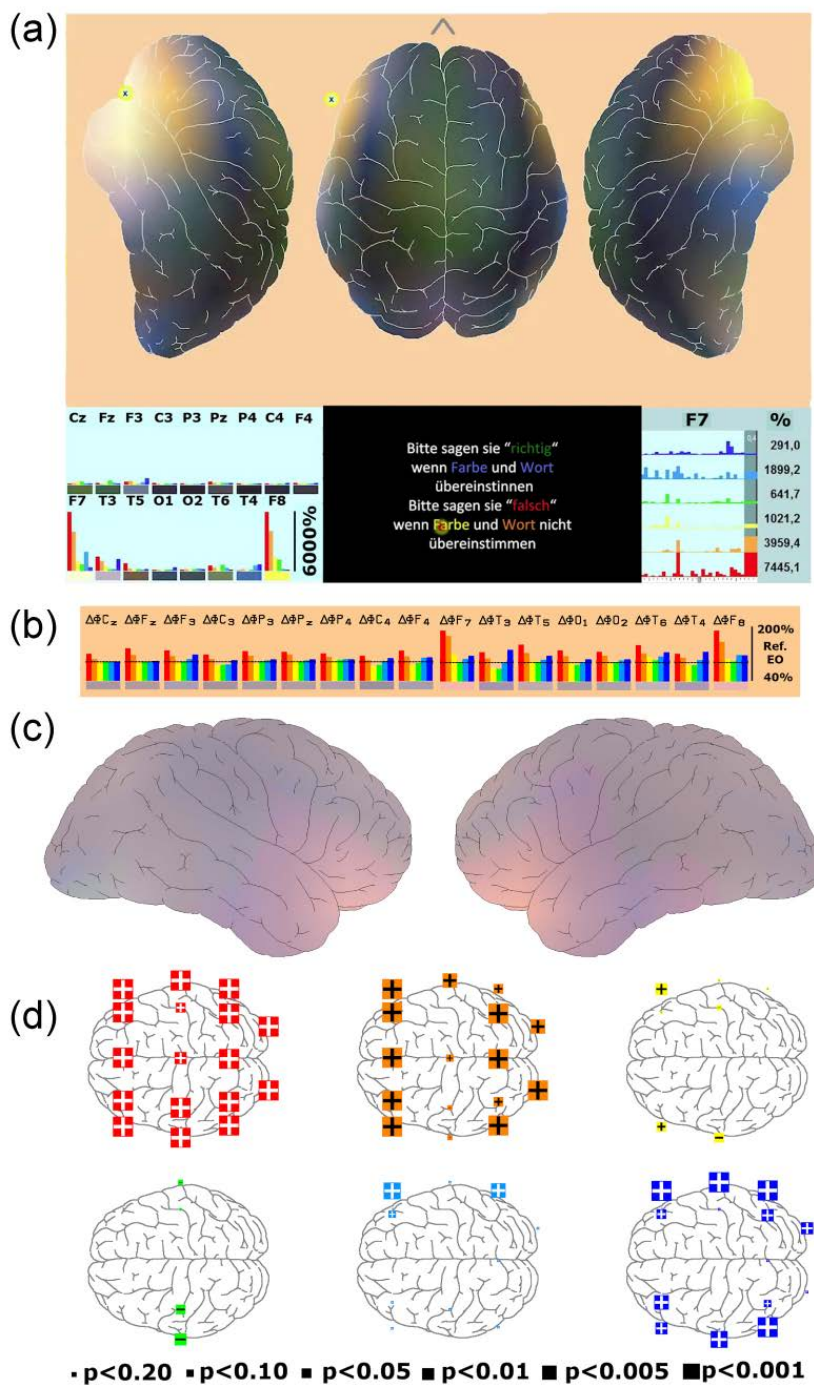 (a)
x
x
Cz Fz F3 C3 P3 Pz P4 C4 F4
F7 T3 T5 O1 O2 T6 T4 F8
6000%
Bitte sagen sie "richtig"
wenn Farbe und Wort
übereinstinnen
Bitte sagen sie "falsch"
wenn Farbe und Wort nicht
übereinstimmen
F7 %
0,4
291,0
1899,2
641,7
1021,2
3959,4
7445,1
(b)
ΔΦCz ΔΦFz ΔΦF3 ΔΦC3 ΔΦP3 ΔΦPz ΔΦP4 ΔΦC4 ΔΦF4 ΔΦF7 ΔΦT3 ΔΦT5 ΔΦO1 ΔΦO2 ΔΦT6 ΔΦT4 ΔΦF8
200%
Ref.
EO
40%
(c)
(d)
p<0.20 p<0.10 p<0.05 p<0.01 p<0.005 p<0.001